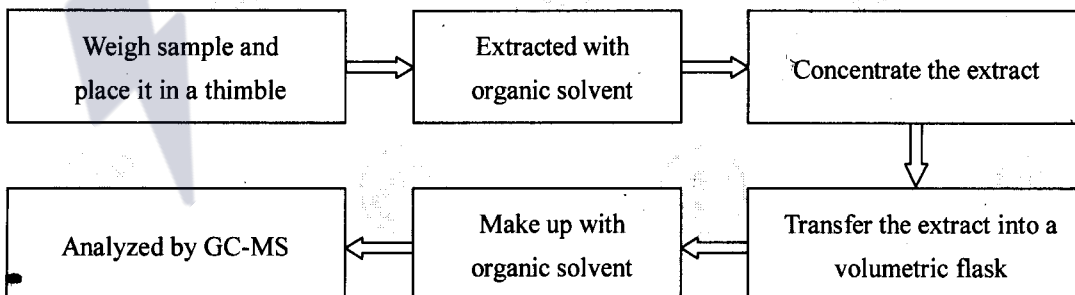 Weigh sample and
place it in a thimble
Extracted with
organic solvent
Concentrate the extract
Transfer the extract into a
volumetric flask
Make up with
organic solvent
Analyzed by GC-MS